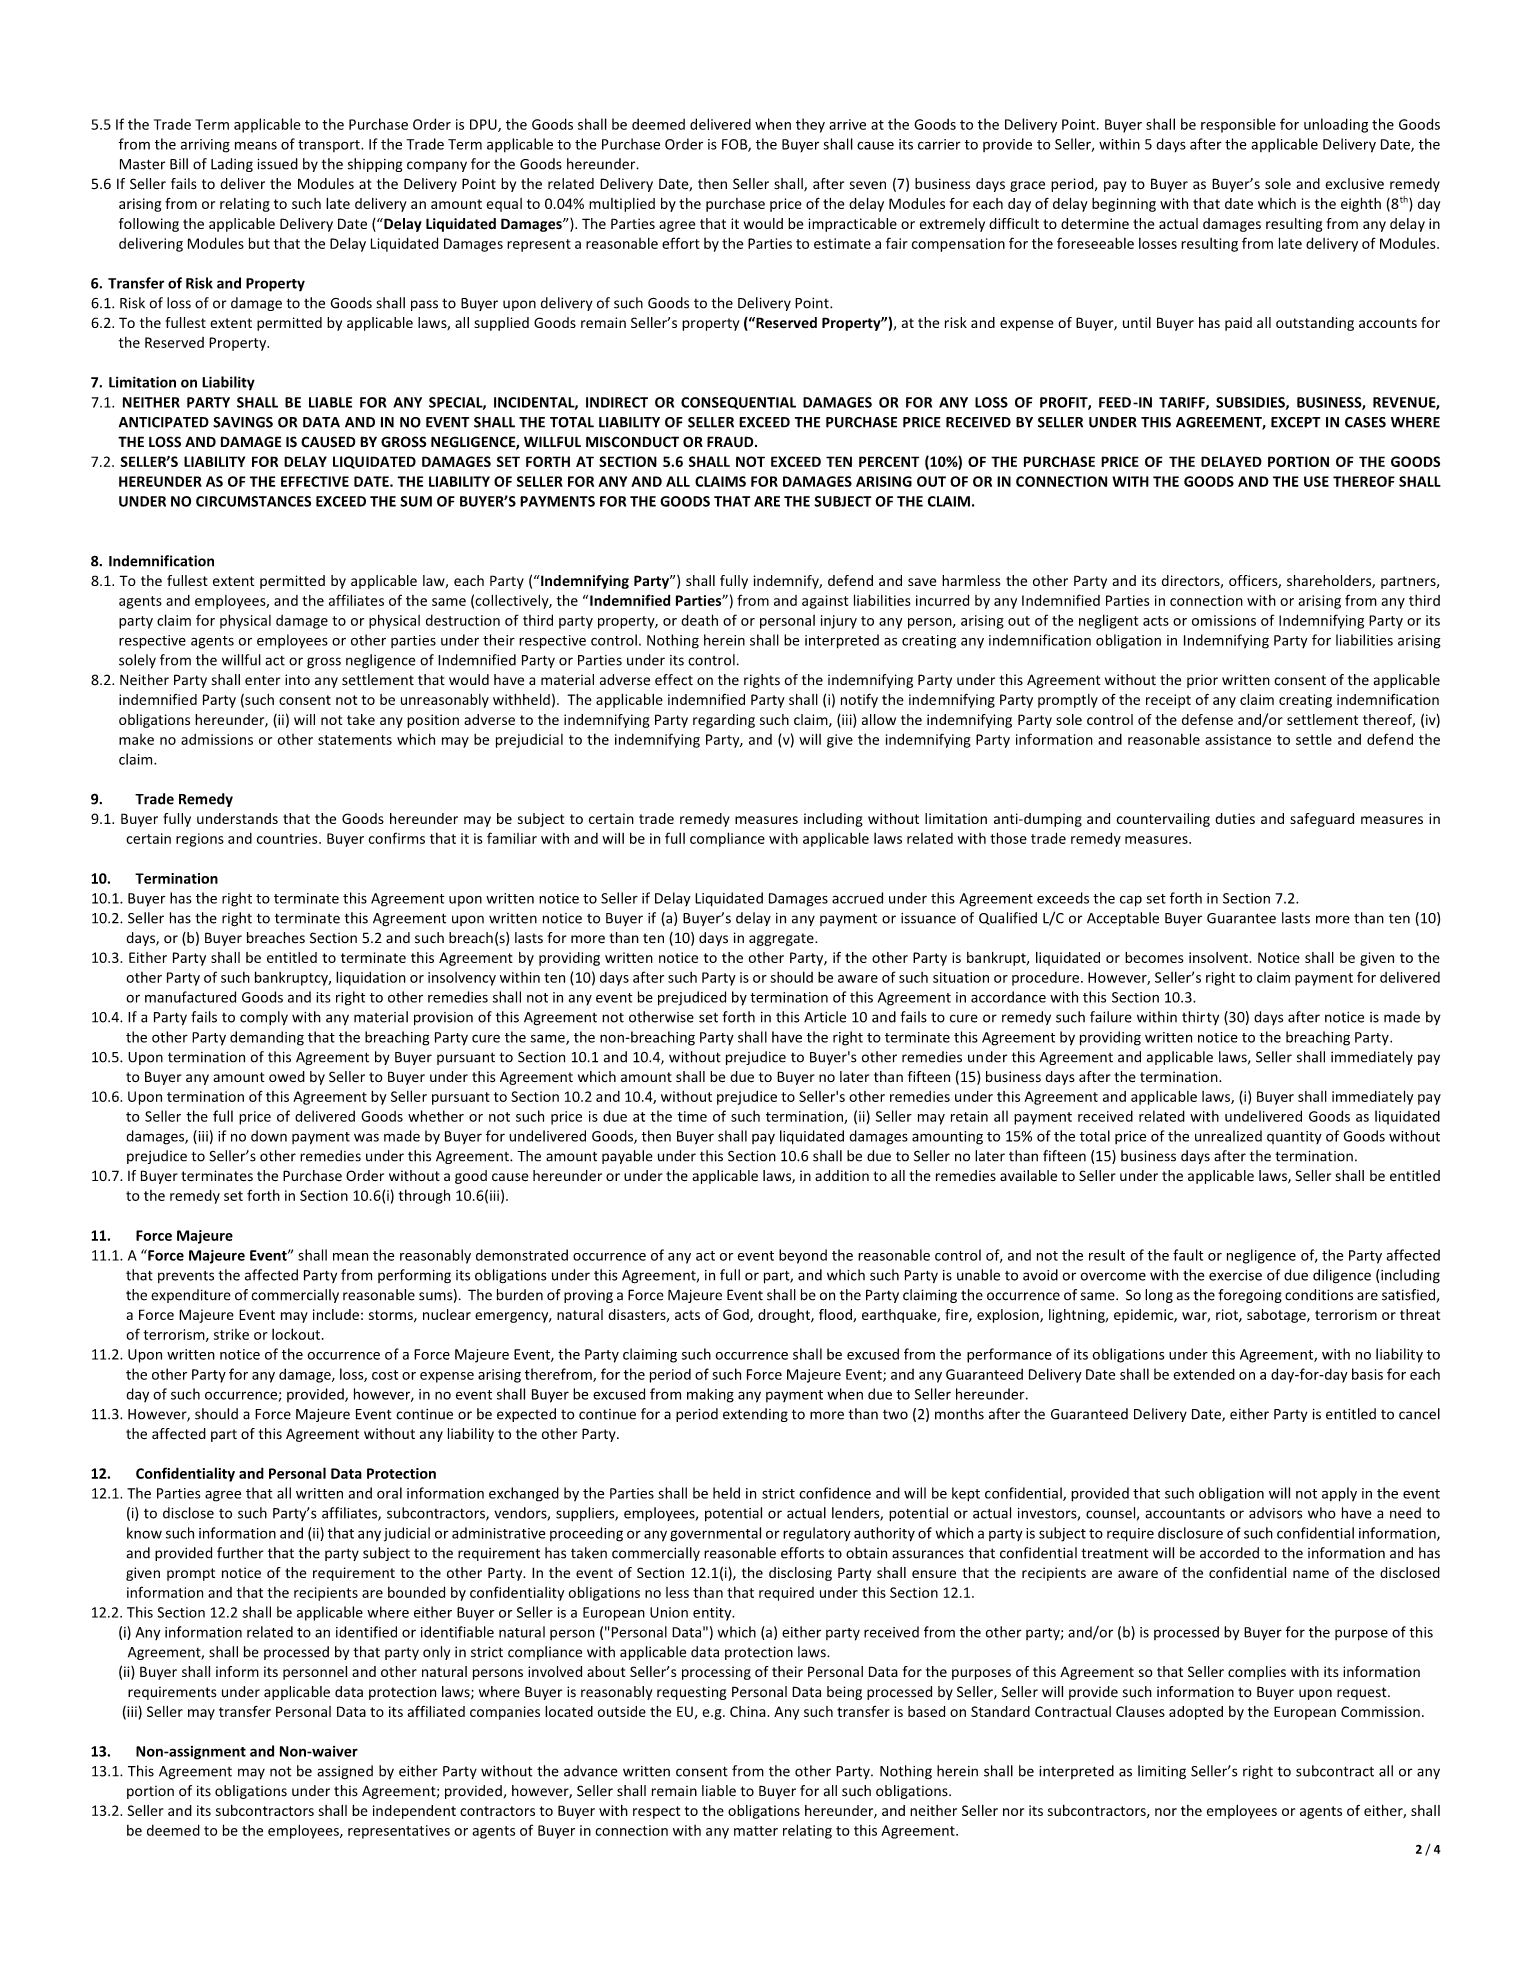 5.5 If the Trade Term applicable to the Purchase Order is DPU, the Goods shall be deemed delivered when they arrive at the Goods to the Delivery Point. Buyer shall be responsible for unloading the Goods
from the arriving means of transport. If the Trade Term applicable to the Purchase Order is FOB, the Buyer shall cause its carrier to provide to Seller, within 5 days after the applicable Delivery Date, the
Master Bill of Lading issued by the shipping company for the Goods hereunder.
5.6 If Seller fails to deliver the Modules at the Delivery Point by the related Delivery Date, then Seller shall, after seven (7) business days grace period, pay to Buyer as Buyer’s sole and exclusive remedy
arising from or relating to such late delivery an amount equal to 0.04% multiplied by the purchase price of the delay Modules for each day of delay beginning with that date which is the eighth (8th) day
following the applicable Delivery Date (“Delay Liquidated Damages”). The Parties agree that it would be impracticable or extremely difficult to determine the actual damages resulting from any delay in
delivering Modules but that the Delay Liquidated Damages represent a reasonable effort by the Parties to estimate a fair compensation for the foreseeable losses resulting from late delivery of Modules.
6. Transfer of Risk and Property
6.1. Risk of loss of or damage to the Goods shall pass to Buyer upon delivery of such Goods to the Delivery Point.
6.2. To the fullest extent permitted by applicable laws, all supplied Goods remain Seller’s property (“Reserved Property”), at the risk and expense of Buyer, until Buyer has paid all outstanding accounts for
the Reserved Property.
7. Limitation on Liability
7.1. NEITHER PARTY SHALL BE LIABLE FOR ANY SPECIAL, INCIDENTAL, INDIRECT OR CONSEQUENTIAL DAMAGES OR FOR ANY LOSS OF PROFIT, FEED-IN TARIFF, SUBSIDIES, BUSINESS, REVENUE,
ANTICIPATED SAVINGS OR DATA AND IN NO EVENT SHALL THE TOTAL LIABILITY OF SELLER EXCEED THE PURCHASE PRICE RECEIVED BY SELLER UNDER THIS AGREEMENT, EXCEPT IN CASES WHERE
THE LOSS AND DAMAGE IS CAUSED BY GROSS NEGLIGENCE, WILLFUL MISCONDUCT OR FRAUD.
7.2. SELLER’S LIABILITY FOR DELAY LIQUIDATED DAMAGES SET FORTH AT SECTION 5.6 SHALL NOT EXCEED TEN PERCENT (10%) OF THE PURCHASE PRICE OF THE DELAYED PORTION OF THE GOODS
HEREUNDER AS OF THE EFFECTIVE DATE. THE LIABILITY OF SELLER FOR ANY AND ALL CLAIMS FOR DAMAGES ARISING OUT OF OR IN CONNECTION WITH THE GOODS AND THE USE THEREOF SHALL
UNDER NO CIRCUMSTANCES EXCEED THE SUM OF BUYER’S PAYMENTS FOR THE GOODS THAT ARE THE SUBJECT OF THE CLAIM.
8. Indemnification
8.1. To the fullest extent permitted by applicable law, each Party (“Indemnifying Party”) shall fully indemnify, defend and save harmless the other Party and its directors, officers, shareholders, partners,
agents and employees, and the affiliates of the same (collectively, the “Indemnified Parties”) from and against liabilities incurred by any Indemnified Parties in connection with or arising from any third
party claim for physical damage to or physical destruction of third party property, or death of or personal injury to any person, arising out of the negligent acts or omissions of Indemnifying Party or its
respective agents or employees or other parties under their respective control. Nothing herein shall be interpreted as creating any indemnification obligation in Indemnifying Party for liabilities arising
solely from the willful act or gross negligence of Indemnified Party or Parties under its control.
8.2. Neither Party shall enter into any settlement that would have a material adverse effect on the rights of the indemnifying Party under this Agreement without the prior written consent of the applicable
indemnified Party (such consent not to be unreasonably withheld). The applicable indemnified Party shall (i) notify the indemnifying Party promptly of the receipt of any claim creating indemnification
obligations hereunder, (ii) will not take any position adverse to the indemnifying Party regarding such claim, (iii) allow the indemnifying Party sole control of the defense and/or settlement thereof, (iv)
make no admissions or other statements which may be prejudicial to the indemnifying Party, and (v) will give the indemnifying Party information and reasonable assistance to settle and defend the
claim.
9. Trade Remedy
9.1. Buyer fully understands that the Goods hereunder may be subject to certain trade remedy measures including without limitation anti-dumping and countervailing duties and safeguard measures in
certain regions and countries. Buyer confirms that it is familiar with and will be in full compliance with applicable laws related with those trade remedy measures.
10. Termination
10.1. Buyer has the right to terminate this Agreement upon written notice to Seller if Delay Liquidated Damages accrued under this Agreement exceeds the cap set forth in Section 7.2.
10.2. Seller has the right to terminate this Agreement upon written notice to Buyer if (a) Buyer’s delay in any payment or issuance of Qualified L/C or Acceptable Buyer Guarantee lasts more than ten (10)
days, or (b) Buyer breaches Section 5.2 and such breach(s) lasts for more than ten (10) days in aggregate.
10.3. Either Party shall be entitled to terminate this Agreement by providing written notice to the other Party, if the other Party is bankrupt, liquidated or becomes insolvent. Notice shall be given to the
other Party of such bankruptcy, liquidation or insolvency within ten (10) days after such Party is or should be aware of such situation or procedure. However, Seller’s right to claim payment for delivered
or manufactured Goods and its right to other remedies shall not in any event be prejudiced by termination of this Agreement in accordance with this Section 10.3.
10.4. If a Party fails to comply with any material provision of this Agreement not otherwise set forth in this Article 10 and fails to cure or remedy such failure within thirty (30) days after notice is made by
the other Party demanding that the breaching Party cure the same, the non-breaching Party shall have the right to terminate this Agreement by providing written notice to the breaching Party.
10.5. Upon termination of this Agreement by Buyer pursuant to Section 10.1 and 10.4, without prejudice to Buyer's other remedies under this Agreement and applicable laws, Seller shall immediately pay
to Buyer any amount owed by Seller to Buyer under this Agreement which amount shall be due to Buyer no later than fifteen (15) business days after the termination.
10.6. Upon termination of this Agreement by Seller pursuant to Section 10.2 and 10.4, without prejudice to Seller's other remedies under this Agreement and applicable laws, (i) Buyer shall immediately pay
to Seller the full price of delivered Goods whether or not such price is due at the time of such termination, (ii) Seller may retain all payment received related with undelivered Goods as liquidated
damages, (iii) if no down payment was made by Buyer for undelivered Goods, then Buyer shall pay liquidated damages amounting to 15% of the total price of the unrealized quantity of Goods without
prejudice to Seller’s other remedies under this Agreement. The amount payable under this Section 10.6 shall be due to Seller no later than fifteen (15) business days after the termination.
10.7. If Buyer terminates the Purchase Order without a good cause hereunder or under the applicable laws, in addition to all the remedies available to Seller under the applicable laws, Seller shall be entitled
to the remedy set forth in Section 10.6(i) through 10.6(iii).
11. Force Majeure
11.1. A “Force Majeure Event” shall mean the reasonably demonstrated occurrence of any act or event beyond the reasonable control of, and not the result of the fault or negligence of, the Party affected
that prevents the affected Party from performing its obligations under this Agreement, in full or part, and which such Party is unable to avoid or overcome with the exercise of due diligence (including
the expenditure of commercially reasonable sums). The burden of proving a Force Majeure Event shall be on the Party claiming the occurrence of same. So long as the foregoing conditions are satisfied,
a Force Majeure Event may include: storms, nuclear emergency, natural disasters, acts of God, drought, flood, earthquake, fire, explosion, lightning, epidemic, war, riot, sabotage, terrorism or threat
of terrorism, strike or lockout.
11.2. Upon written notice of the occurrence of a Force Majeure Event, the Party claiming such occurrence shall be excused from the performance of its obligations under this Agreement, with no liability to
the other Party for any damage, loss, cost or expense arising therefrom, for the period of such Force Majeure Event; and any Guaranteed Delivery Date shall be extended on a day-for-day basis for each
day of such occurrence; provided, however, in no event shall Buyer be excused from making any payment when due to Seller hereunder.
11.3. However, should a Force Majeure Event continue or be expected to continue for a period extending to more than two (2) months after the Guaranteed Delivery Date, either Party is entitled to cancel
the affected part of this Agreement without any liability to the other Party.
12. Confidentiality and Personal Data Protection
12.1. The Parties agree that all written and oral information exchanged by the Parties shall be held in strict confidence and will be kept confidential, provided that such obligation will not apply in the event
(i) to disclose to such Party’s affiliates, subcontractors, vendors, suppliers, employees, potential or actual lenders, potential or actual investors, counsel, accountants or advisors who have a need to
know such information and (ii) that any judicial or administrative proceeding or any governmental or regulatory authority of which a party is subject to require disclosure of such confidential information,
and provided further that the party subject to the requirement has taken commercially reasonable efforts to obtain assurances that confidential treatment will be accorded to the information and has
given prompt notice of the requirement to the other Party. In the event of Section 12.1(i), the disclosing Party shall ensure that the recipients are aware of the confidential name of the disclosed
information and that the recipients are bounded by confidentiality obligations no less than that required under this Section 12.1.
12.2. This Section 12.2 shall be applicable where either Buyer or Seller is a European Union entity.
(i) Any information related to an identified or identifiable natural person ("Personal Data") which (a) either party received from the other party; and/or (b) is processed by Buyer for the purpose of this
Agreement, shall be processed by that party only in strict compliance with applicable data protection laws.
(ii) Buyer shall inform its personnel and other natural persons involved about Seller’s processing of their Personal Data for the purposes of this Agreement so that Seller complies with its information
requirements under applicable data protection laws; where Buyer is reasonably requesting Personal Data being processed by Seller, Seller will provide such information to Buyer upon request.
(iii) Seller may transfer Personal Data to its affiliated companies located outside the EU, e.g. China. Any such transfer is based on Standard Contractual Clauses adopted by the European Commission.
13. Non-assignment and Non-waiver
13.1. This Agreement may not be assigned by either Party without the advance written consent from the other Party. Nothing herein shall be interpreted as limiting Seller’s right to subcontract all or any
portion of its obligations under this Agreement; provided, however, Seller shall remain liable to Buyer for all such obligations.
13.2. Seller and its subcontractors shall be independent contractors to Buyer with respect to the obligations hereunder, and neither Seller nor its subcontractors, nor the employees or agents of either, shall
be deemed to be the employees, representatives or agents of Buyer in connection with any matter relating to this Agreement.
2 / 4